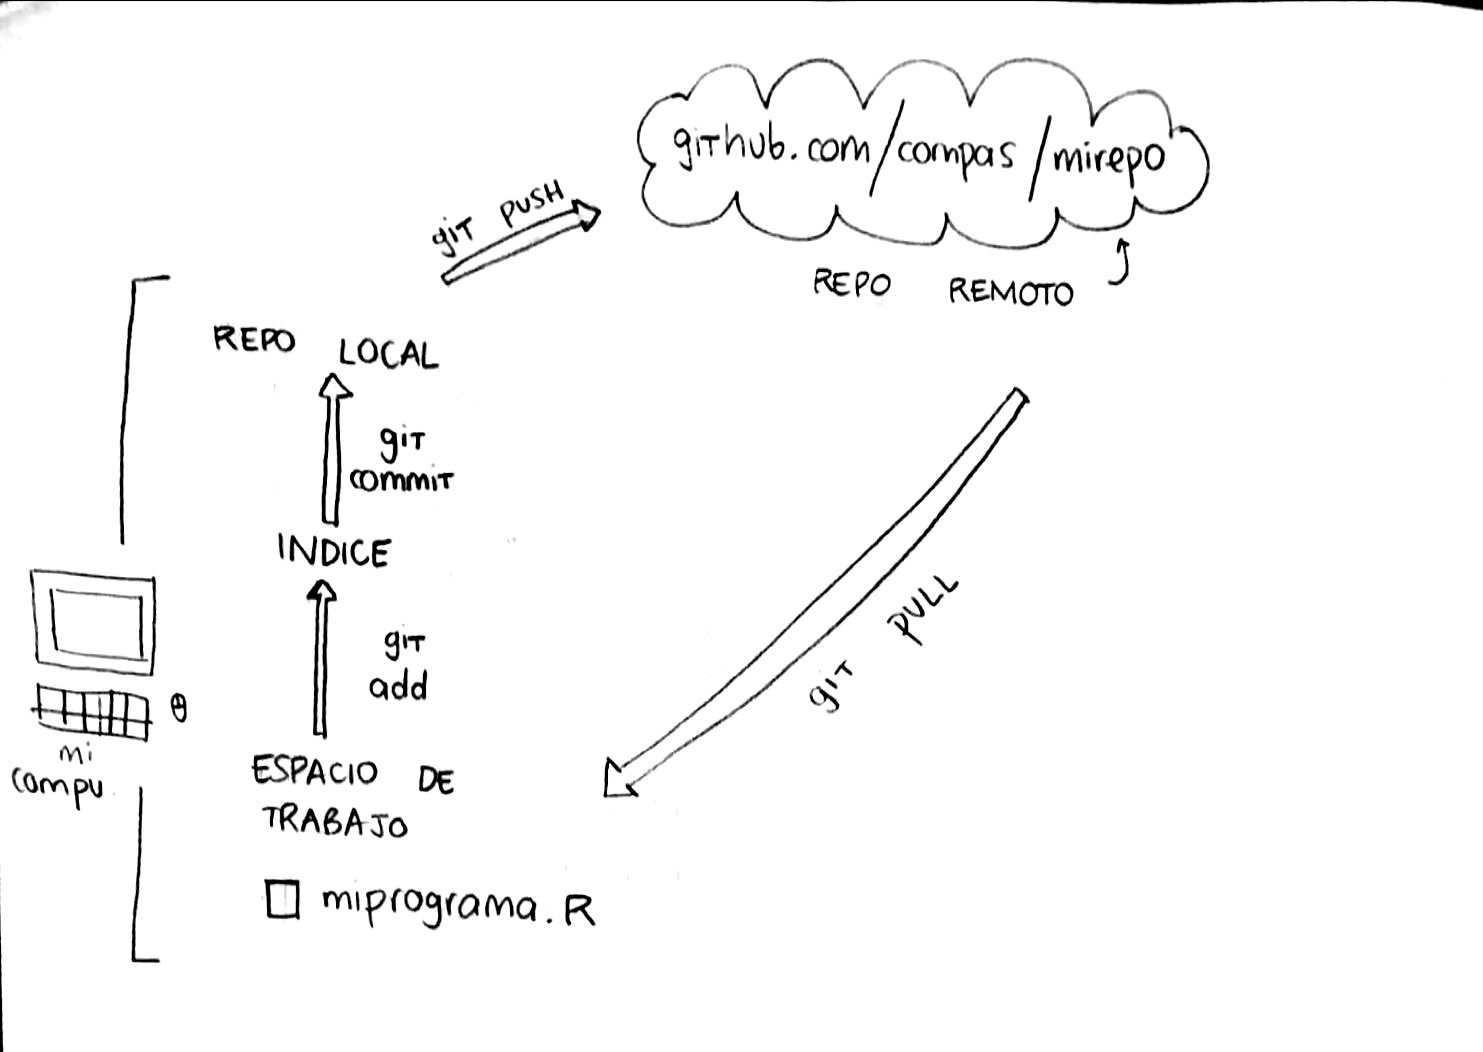 github.com/compas/mirepo
git PUSH
REPO REMOTO
REPO LOCAL
git
commit
INDICE
git
add
git PULL
mi
compu
ESPACIO DE
TRABAJO
miprograma.R